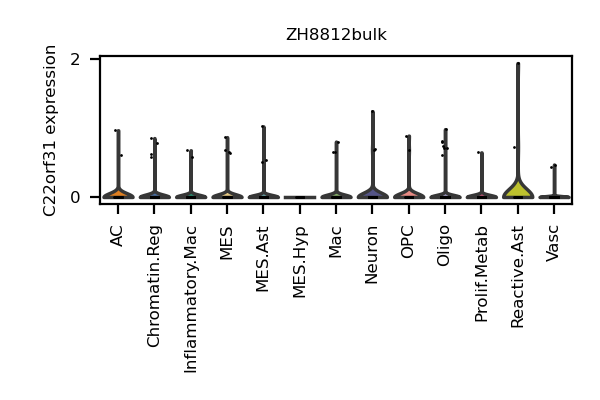 ZH8812bulk
C22orf31 expression
2
0
AC
Chromatin.Reg
Inflammatory.Mac
MES
MES.Ast
MES.Hyp
Mac
Neuron
OPC
Oligo
Prolif.Metab
Reactive.Ast
Vasc